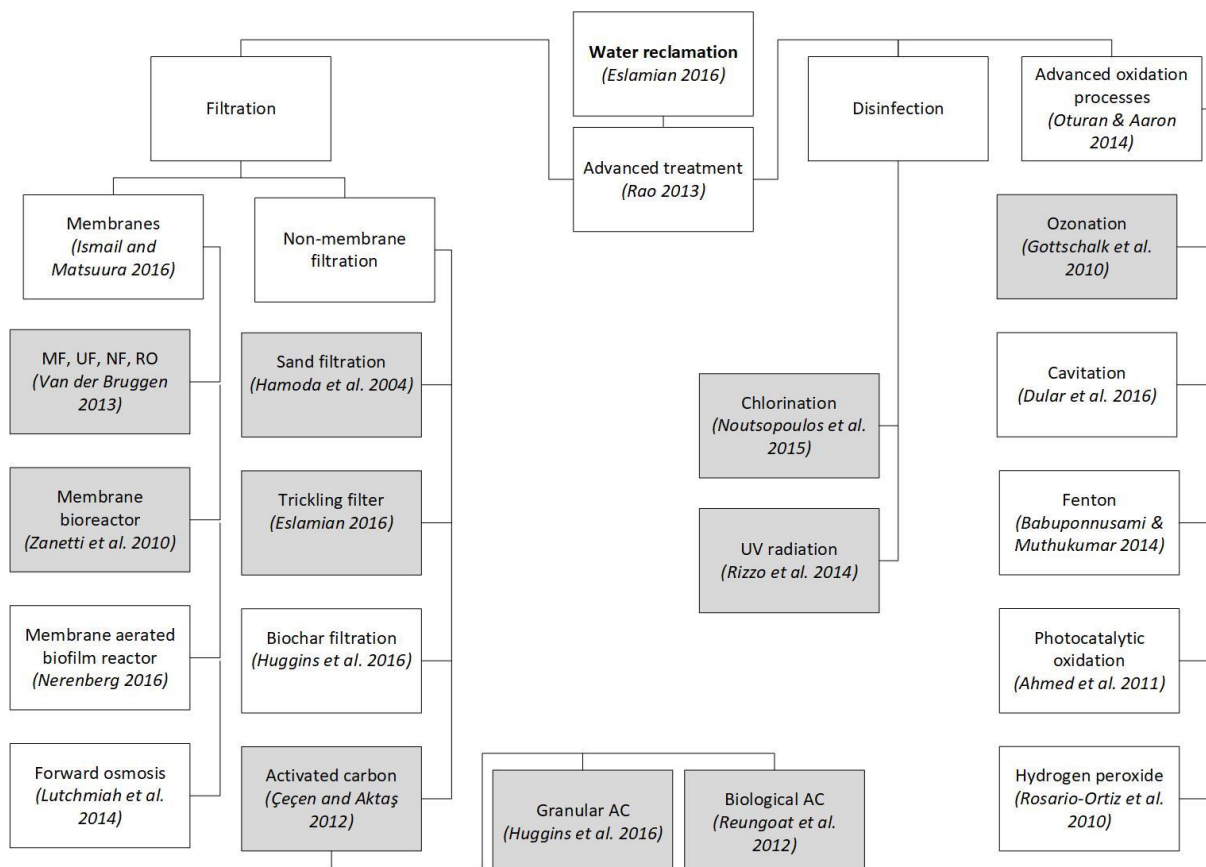 Water reclamation
(Eslamian 2016)
Filtration
Advanced treatment
(Rao 2013)
Disinfection
Advanced oxidation
processes
(Oturan & Aaron
2014)
Membranes
(Ismail and
Matsuura 2016)
Non-membrane
filtration
Ozonation
(Gottschalk et al.
2010)
MF, UF, NF, RO
(Van der Bruggen
2013)
Sand filtration
(Hamoda et al. 2004)
Chlorination
(Noutsopoulos et al.
2015)
Cavitation
(Dular et al. 2016)
Membrane
bioreactor
(Zanetti et al. 2010)
Trickling filter
(Eslamian 2016)
UV radiation
(Rizzo et al. 2014)
Fenton
(Babuponnusami &
Muthukumar 2014)
Membrane aerated
biofilm reactor
(Nerenberg 2016)
Biochar filtration
(Huggins et al. 2016)
Photocatalytic
oxidation
(Ahmed et al. 2011)
Forward osmosis
(Lutchmiah et al.
2014)
Activated carbon
(Çeçen and Aktaş
2012)
Granular AC
(Huggins et al. 2016)
Biological AC
(Reungoat et al.
2012)
Hydrogen peroxide
(Rosario-Ortiz et al.
2010)